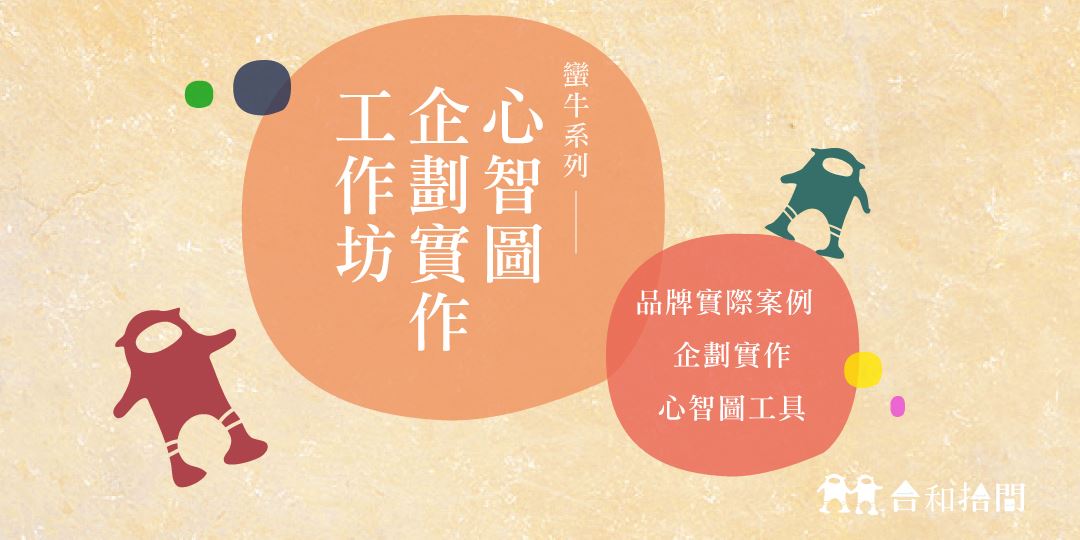 蠻牛系列
心智圖
企劃實作
工作坊
品牌實際案例
企劃實作
心智圖工具
合和拾間